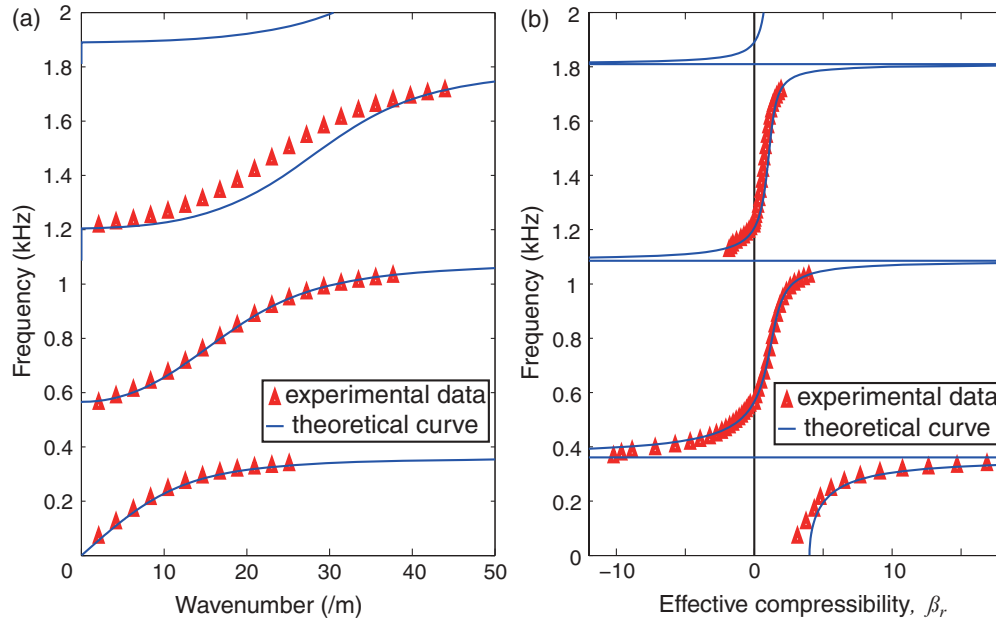 (a)
2
1.8
1.6
1.4
1.2
1
0.8
0.6
0.4
0.2
0
Frequency (kHz)
experimental data
theoretical curve
0 10 20 30 40 50
Wavenumber (/m)
(b)
2
1.8
1.6
1.4
1.2
1
0.8
0.6
0.4
0.2
0
Frequency (kHz)
experimental data
theoretical curve
−10 0 10
Effective compressibility, βr